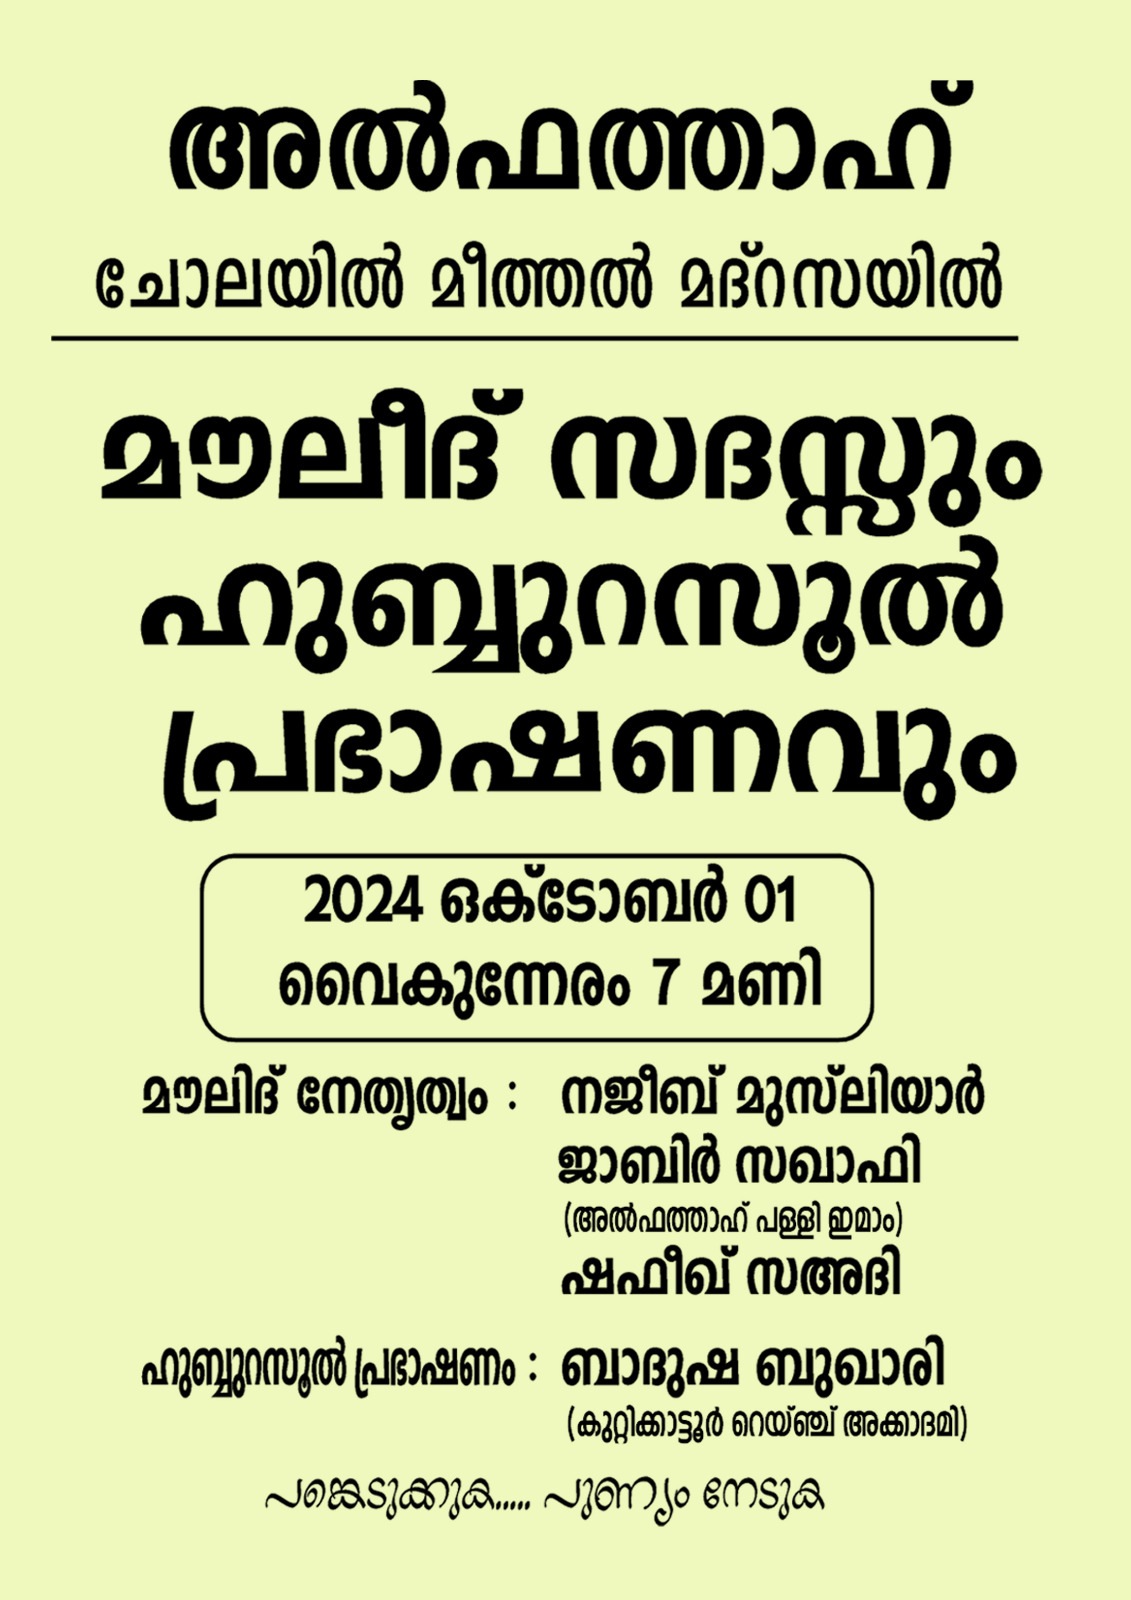 അൽഫത്താഹ്
ചോലയിൽ മീത്തൽ മദ്റസയിൽ
മൗലീദ് സദസ്സും
ഹുബ്ബുറസൂൽ
പ്രഭാഷണവും
2024 ഒക്ടോബർ 01
വൈകുന്നേരം 7 മണി
മൗലിദ് നേതൃത്വം : നജീബ് മുസ്‌ലിയാർ
ജാബിർ സഖാഫി
(അൽഫത്താഹ് പള്ളി ഇമാം)
ഷഫീഖ് സഅദി
ഹുബ്ബുറസൂൽ പ്രഭാഷണം : ബാദുഷ ബുഖാരി
(കുറ്റിക്കാട്ടൂർ റെയ്ഞ്ച് അക്കാദമി)
പങ്കെടുക്കുക..... പുണ്യം നേടുക